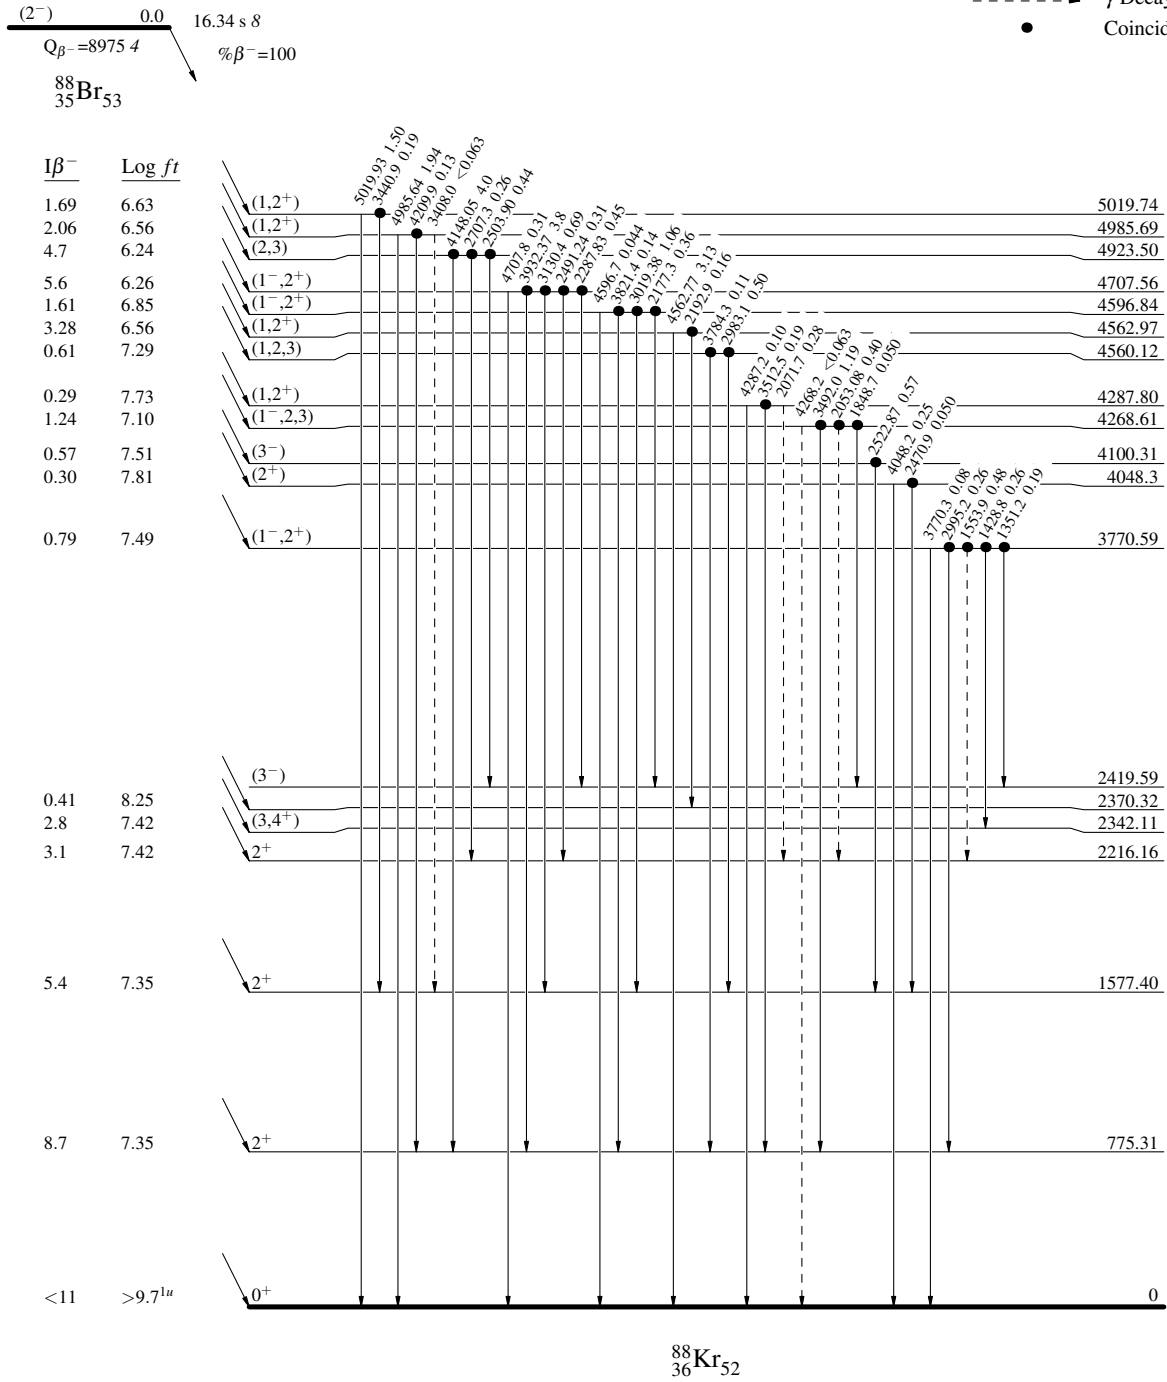 (2⁻) 0.0 16.34 s 8
γ Decay
Qβ⁻=8975 4
%β⁻=100
Coincid
⁸⁸₃₅Br₅₃
Iβ⁻ Log ft
5019.93 1.50
3440.9 0.19
4985.64 1.94
4209.9 0.13
3408.0 <0.063
4148.05 4.0
2707.3 0.26
2503.90 0.44
4707.8 0.31
3932.37 3.8
3130.4 0.69
2491.24 0.31
2287.83 0.45
4596.7 0.044
3821.4 0.14
3019.38 1.06
2177.3 0.36
4562.77 3.13
2192.9 0.16
3784.3 0.11
2983.1 0.50
4287.2 0.10
3512.5 0.19
2071.7 0.28
4268.2 <0.063
3492.0 1.19
2053.08 0.40
1848.7 0.050
2522.87 0.57
4048.2 0.25
2470.9 0.050
3770.3 0.08
2995.2 0.26
1553.9 0.48
1428.8 0.26
1351.2 0.19
1.69 6.63 (1,2⁺) 5019.74
2.06 6.56 (1,2⁺) 4985.69
4.7 6.24 (2,3) 4923.50
5.6 6.26 (1⁻,2⁺) 4707.56
1.61 6.85 (1⁻,2⁺) 4596.84
3.28 6.56 (1,2⁺) 4562.97
0.61 7.29 (1,2,3) 4560.12
0.29 7.73 (1,2⁺) 4287.80
1.24 7.10 (1⁻,2,3) 4268.61
0.57 7.51 (3⁻) 4100.31
0.30 7.81 (2⁺) 4048.3
0.79 7.49 (1⁻,2⁺) 3770.59
(3⁻) 2419.59
0.41 8.25 2370.32
2.8 7.42 (3,4⁺) 2342.11
3.1 7.42 2⁺ 2216.16
5.4 7.35 2⁺ 1577.40
8.7 7.35 2⁺ 775.31
<11 >9.7¹ᵘ 0⁺ 0
⁸⁸₃₆Kr₅₂